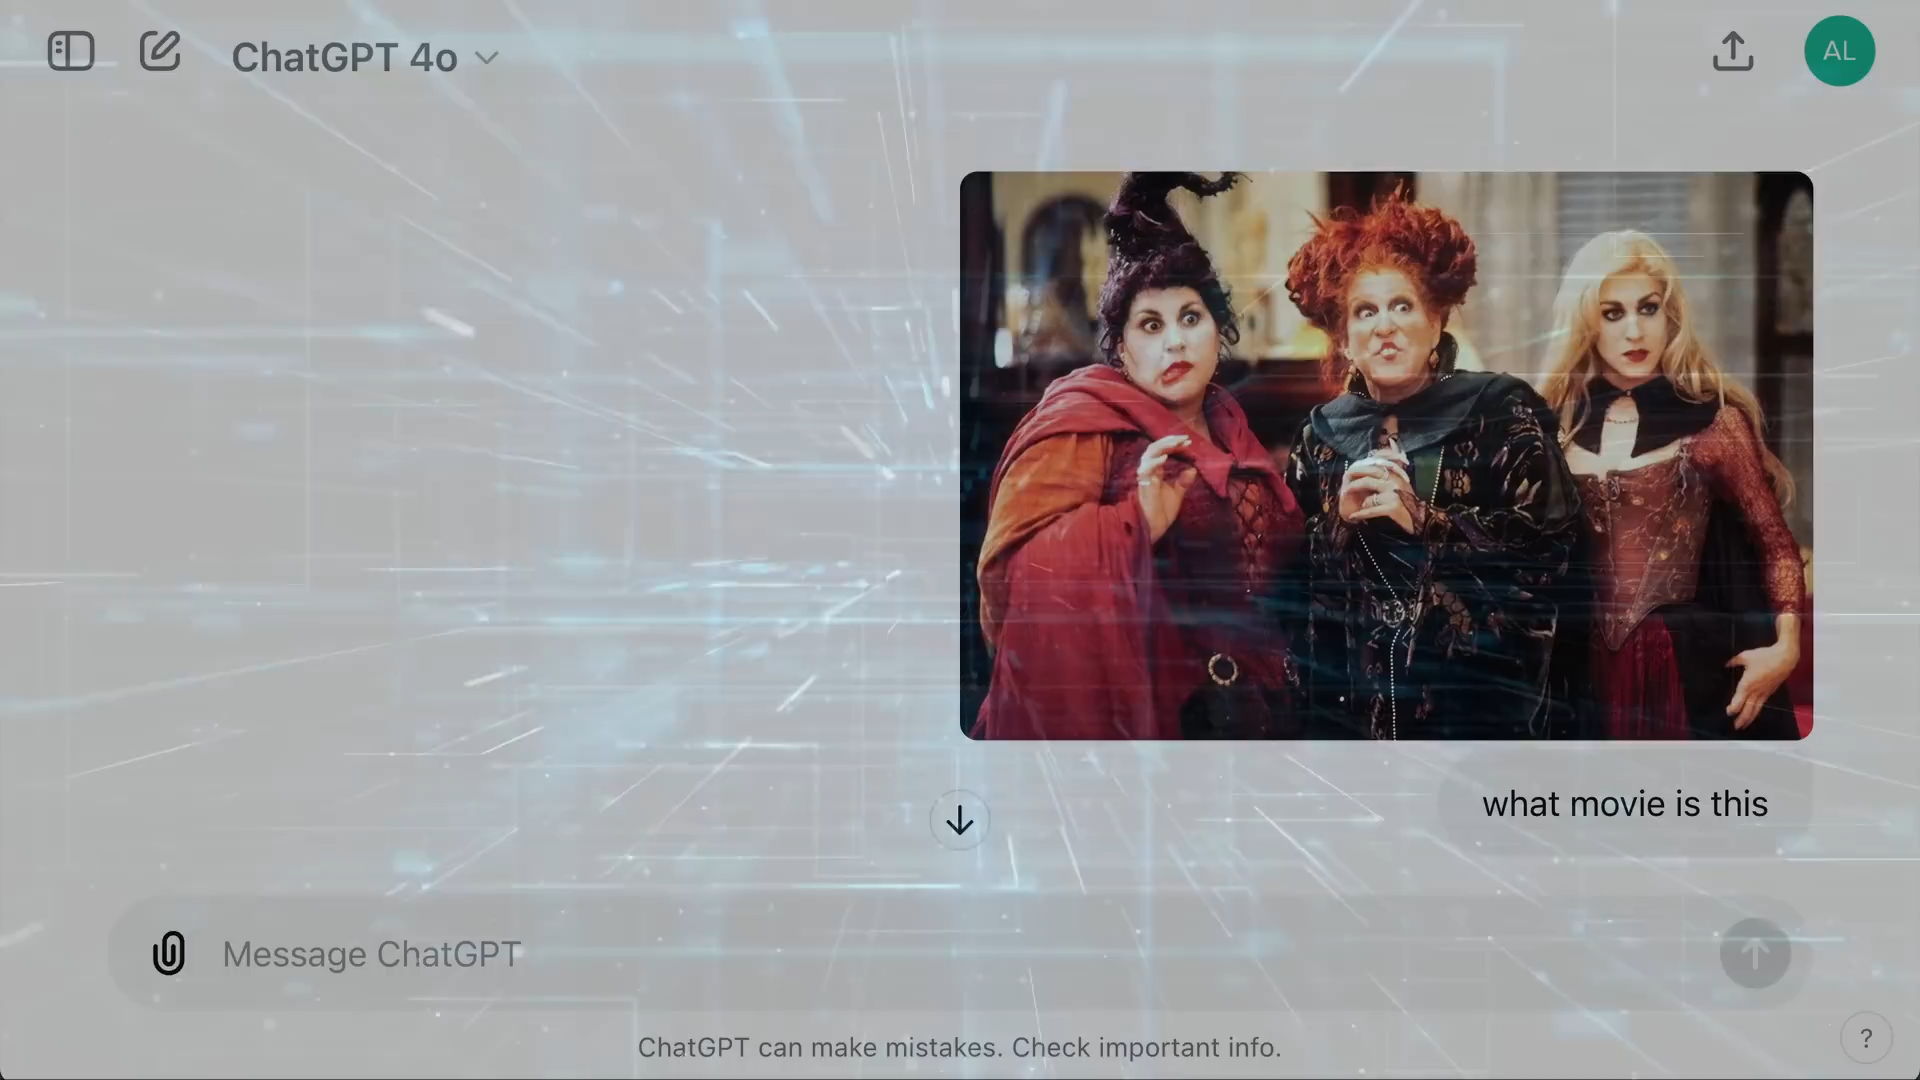 ChatGPT 4o
AL
what movie is this
Message ChatGPT
ChatGPT can make mistakes. Check important info.
?